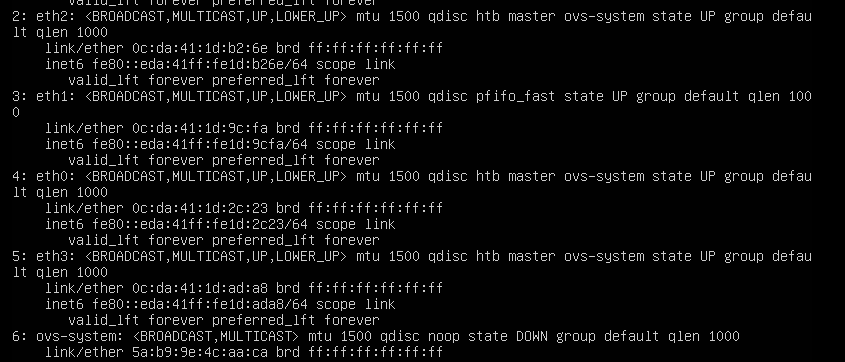 valid_lft forever preferred_lft forever
2: eth2: <BROADCAST,MULTICAST,UP,LOWER_UP> mtu 1500 qdisc htb master ovs-system state UP group defau
lt qlen 1000
link/ether 0c:da:41:1d:b2:6e brd ff:ff:ff:ff:ff:ff
inet6 fe80::eda:41ff:fe1d:b26e/64 scope link
valid_lft forever preferred_lft forever
3: eth1: <BROADCAST,MULTICAST,UP,LOWER_UP> mtu 1500 qdisc pfifo_fast state UP group default qlen 100
0
link/ether 0c:da:41:1d:9c:fa brd ff:ff:ff:ff:ff:ff
inet6 fe80::eda:41ff:fe1d:9cfa/64 scope link
valid_lft forever preferred_lft forever
4: eth0: <BROADCAST,MULTICAST,UP,LOWER_UP> mtu 1500 qdisc htb master ovs-system state UP group defau
lt qlen 1000
link/ether 0c:da:41:1d:2c:23 brd ff:ff:ff:ff:ff:ff
inet6 fe80::eda:41ff:fe1d:2c23/64 scope link
valid_lft forever preferred_lft forever
5: eth3: <BROADCAST,MULTICAST,UP,LOWER_UP> mtu 1500 qdisc htb master ovs-system state UP group defau
lt qlen 1000
link/ether 0c:da:41:1d:ad:a8 brd ff:ff:ff:ff:ff:ff
inet6 fe80::eda:41ff:fe1d:ada8/64 scope link
valid_lft forever preferred_lft forever
6: ovs-system: <BROADCAST,MULTICAST> mtu 1500 qdisc noop state DOWN group default qlen 1000
link/ether 5a:b9:9e:4c:aa:ca brd ff:ff:ff:ff:ff:ff